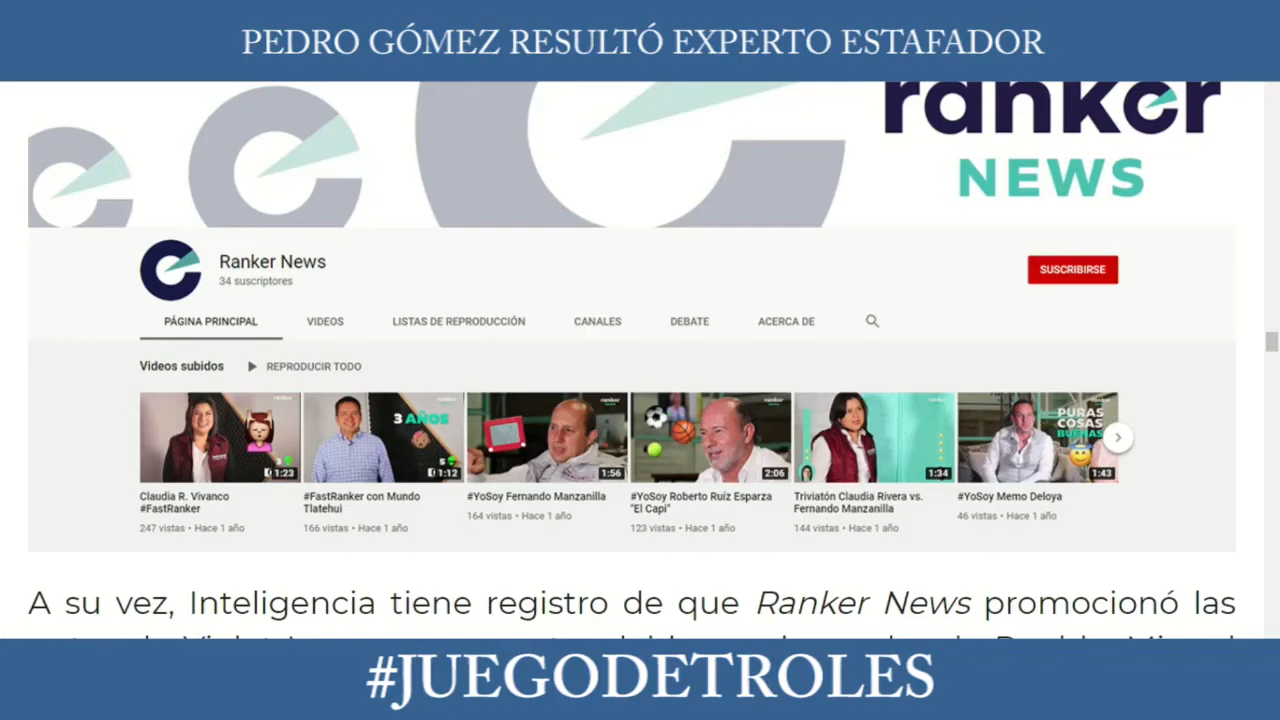 PEDRO GÓMEZ RESULTÓ EXPERTO ESTAFADOR
ranker
NEWS
Ranker News
34 suscriptores
SUSCRIBIRSE
PÁGINA PRINCIPAL VIDEOS LISTAS DE REPRODUCCIÓN CANALES DEBATE ACERCA DE
Videos subidos REPRODUCIR TODO
3 AÑOS
PURAS
COSAS
BUENAS
1:23
1:12
1:56
2:06
1:34
1:43
Claudia R. Vivanco
#FastRanker
247 vistas • Hace 1 año
#FastRanker con Mundo
Tlatehui
166 vistas • Hace 1 año
#YoSoy Fernando Manzanilla
164 vistas • Hace 1 año
#YoSoy Roberto Ruíz Esparza
"El Capi"
123 vistas • Hace 1 año
Triviatón Claudia Rivera vs.
Fernando Manzanilla
144 vistas • Hace 1 año
#YoSoy Memo Deloya
46 vistas • Hace 1 año
A su vez, Inteligencia tiene registro de que Ranker News promocionó las
#JUEGODETROLES